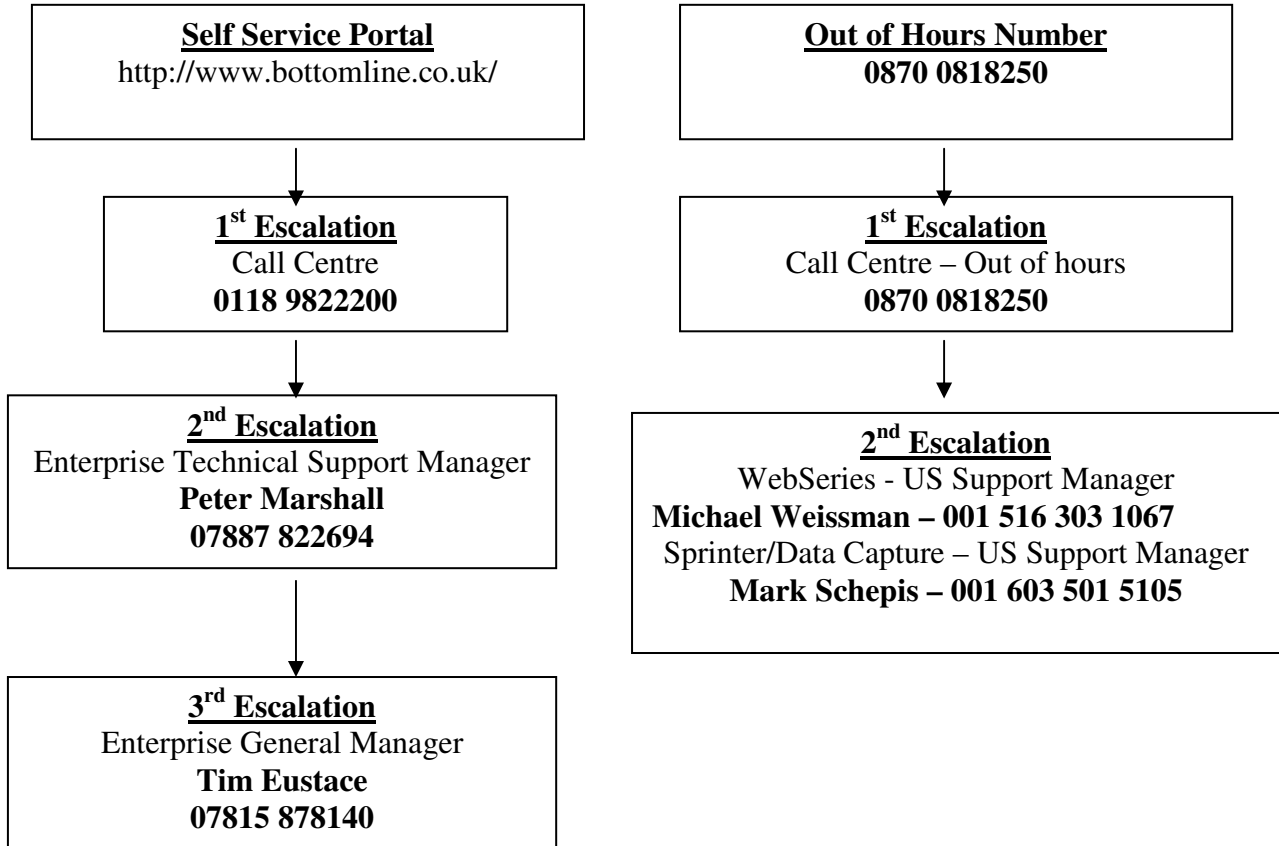 Self Service Portal
http://www.bottomline.co.uk/
1st Escalation
Call Centre
0118 9822200
2nd Escalation
Enterprise Technical Support Manager
Peter Marshall
07887 822694
3rd Escalation
Enterprise General Manager
Tim Eustace
07815 878140
Out of Hours Number
0870 0818250
1st Escalation
Call Centre – Out of hours
0870 0818250
2nd Escalation
WebSeries - US Support Manager
Michael Weissman – 001 516 303 1067
Sprinter/Data Capture – US Support Manager
Mark Schepis – 001 603 501 5105